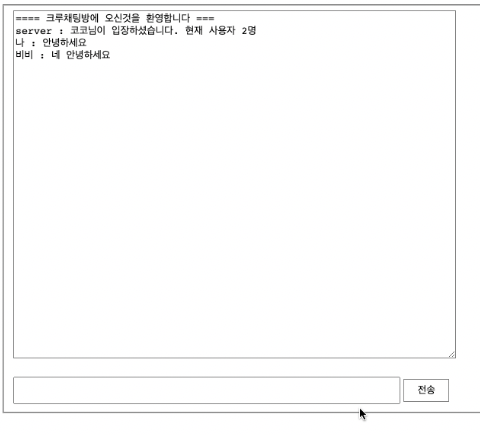 ==== 크루채팅방에 오신것을 환영합니다 ===
server : 코코님이 입장하셨습니다. 현재 사용자 2명
나 : 안녕하세요
비비 : 네 안녕하세요
전송